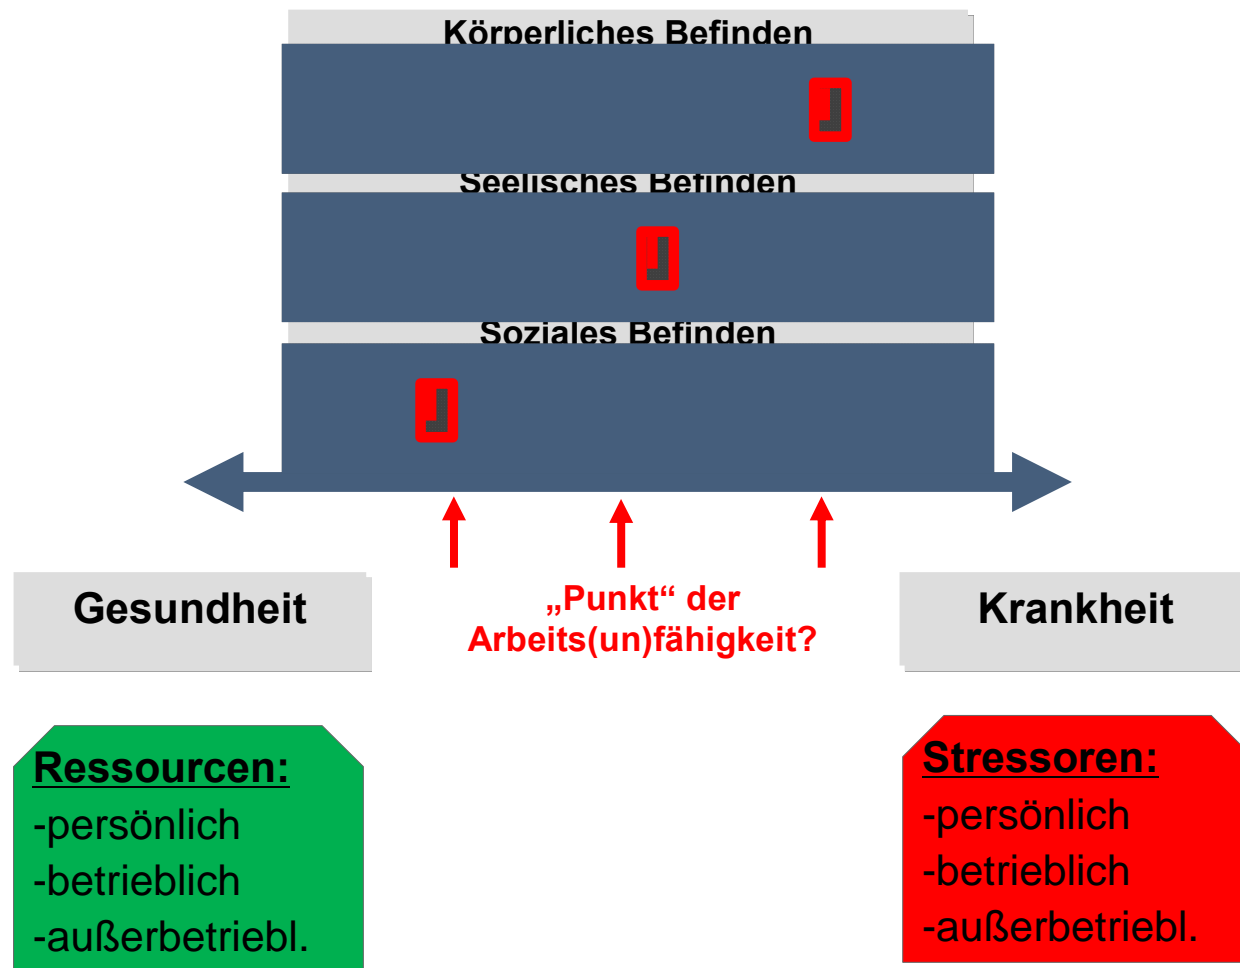 Körperliches Befinden
J
Seelisches Befinden
J
Soziales Befinden
J
Gesundheit
„Punkt“ der
Arbeits(un)fähigkeit?
Krankheit
Ressourcen:
-persönlich
-betrieblich
-außerbetriebl.
Stressoren:
-persönlich
-betrieblich
-außerbetriebl.